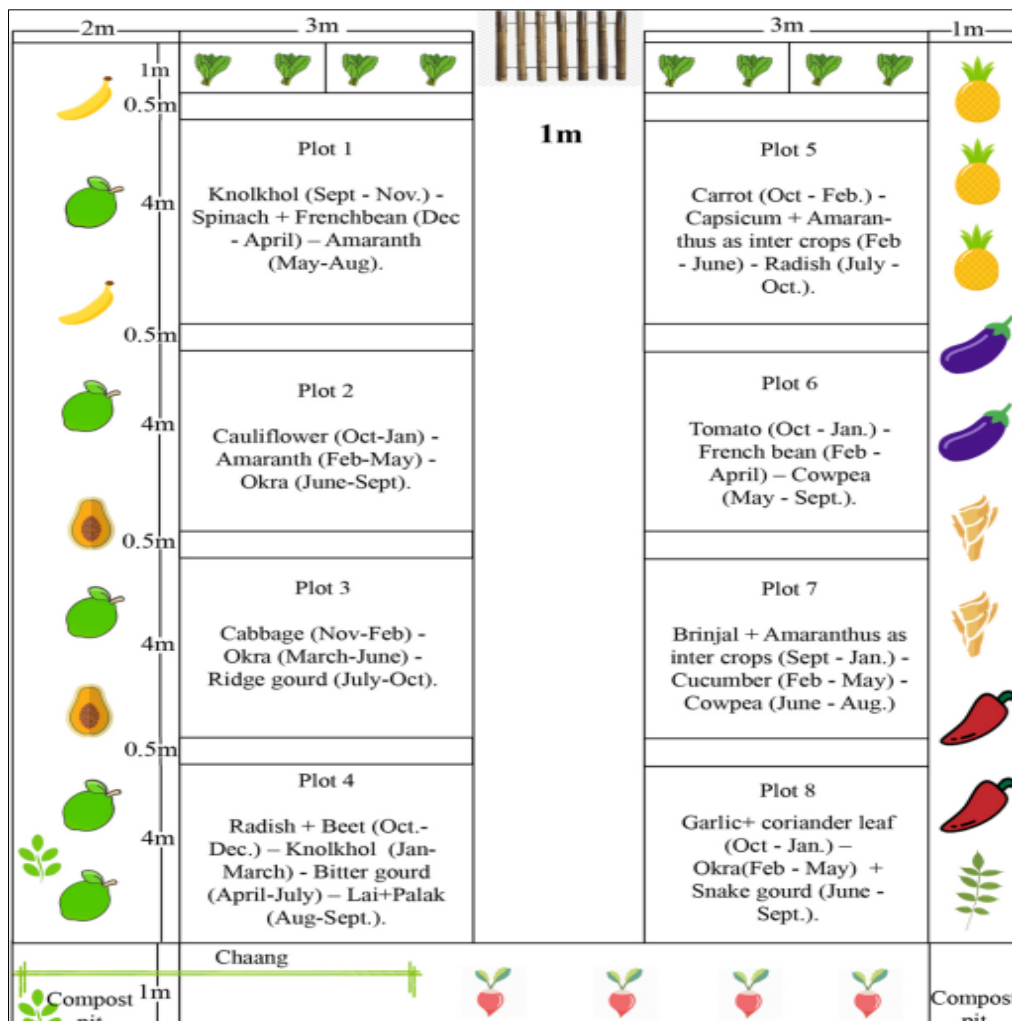 2m
3m
3m
1m
1m
0.5m
1m
Plot 1
Knolkhol (Sept - Nov.) -
Spinach + Frenchbean (Dec
- April) – Amaranth
(May-Aug).
4m
Plot 5
Carrot (Oct - Feb.) -
Capsicum + Amaran-
thus as inter crops (Feb
- June) - Radish (July -
Oct.).
0.5m
Plot 2
Cauliflower (Oct-Jan) -
Amaranth (Feb-May) -
Okra (June-Sept).
4m
Plot 6
Tomato (Oct - Jan.) -
French bean (Feb -
April) – Cowpea
(May - Sept.).
0.5m
Plot 3
Cabbage (Nov-Feb) -
Okra (March-June) -
Ridge gourd (July-Oct).
4m
Plot 7
Brinjal + Amaranthus as
inter crops (Sept - Jan.) -
Cucumber (Feb - May) -
Cowpea (June - Aug.)
0.5m
Plot 4
Radish + Beet (Oct.-
Dec.) – Knolkhol (Jan-
March) - Bitter gourd
(April-July) – Lai+Palak
(Aug-Sept.).
4m
Plot 8
Garlic+ coriander leaf
(Oct - Jan.) –
Okra(Feb - May) +
Snake gourd (June -
Sept.).
Chaang
1m
Compost
pit
Compost
pit